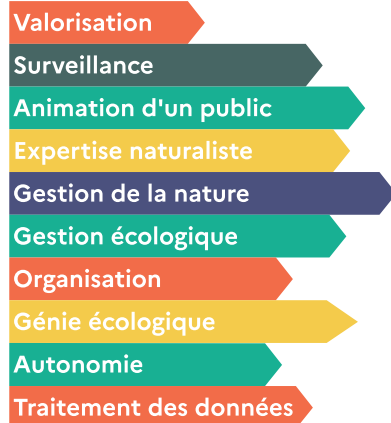 Valorisation
Surveillance
Animation d'un public
Expertise naturaliste
Gestion de la nature
Gestion écologique
Organisation
Génie écologique
Autonomie
Traitement des données